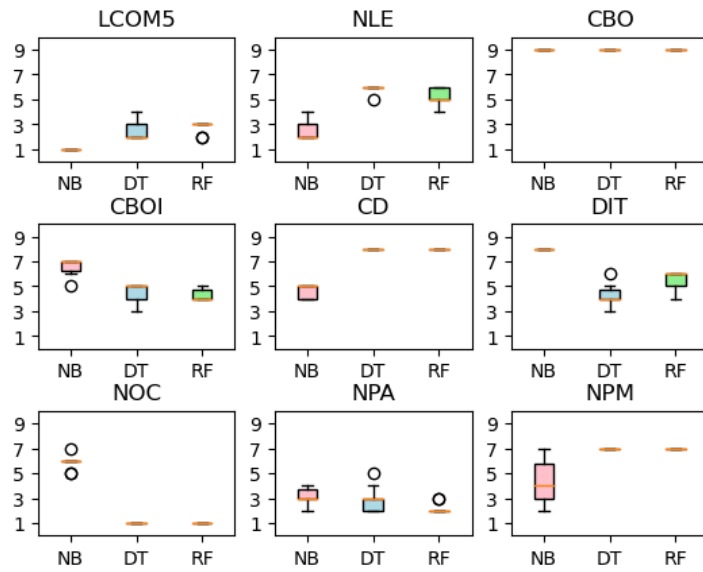 LCOM5 NLE CBO
9 9 9
7 7 7
5 5 5
3 3 3
1 1 1
NB DT RF NB DT RF NB DT RF
CBOI CD DIT
9 9 9
7 7 7
5 5 5
3 3 3
1 1 1
NB DT RF NB DT RF NB DT RF
NOC NPA NPM
9 9 9
7 7 7
5 5 5
3 3 3
1 1 1
NB DT RF NB DT RF NB DT RF